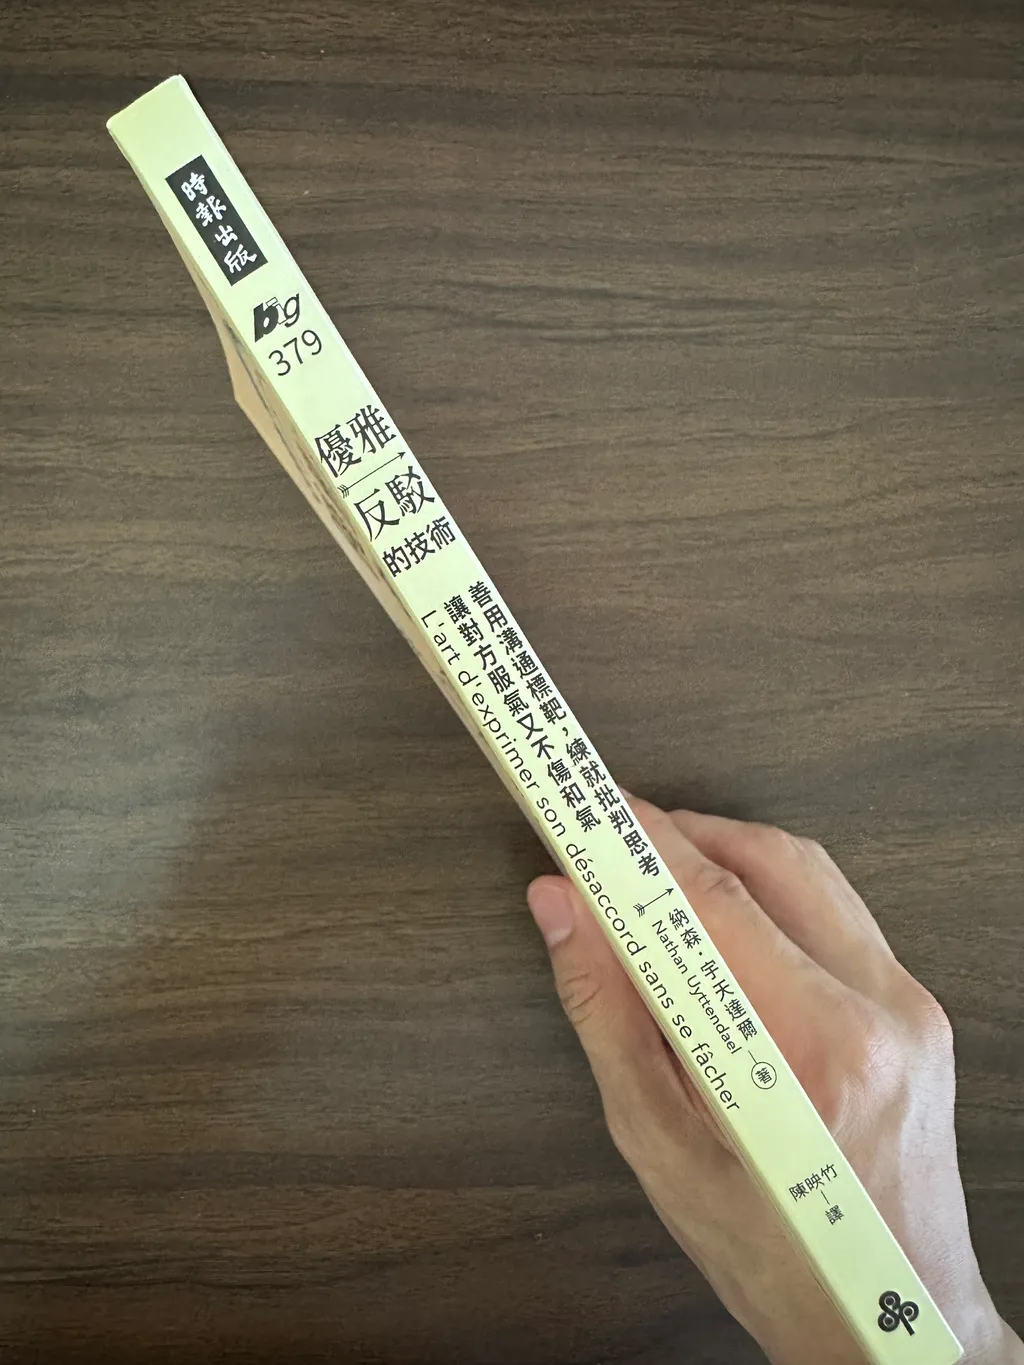 時報出版
big
379
優雅
反駁
的技術
善用溝通標靶，練就批判思考
讓對方服氣又不傷和氣
L'art d'exprimer son désaccord sans se fâcher
納森．宇天達爾
Nathan Uyttendael
著
陳映竹
譯